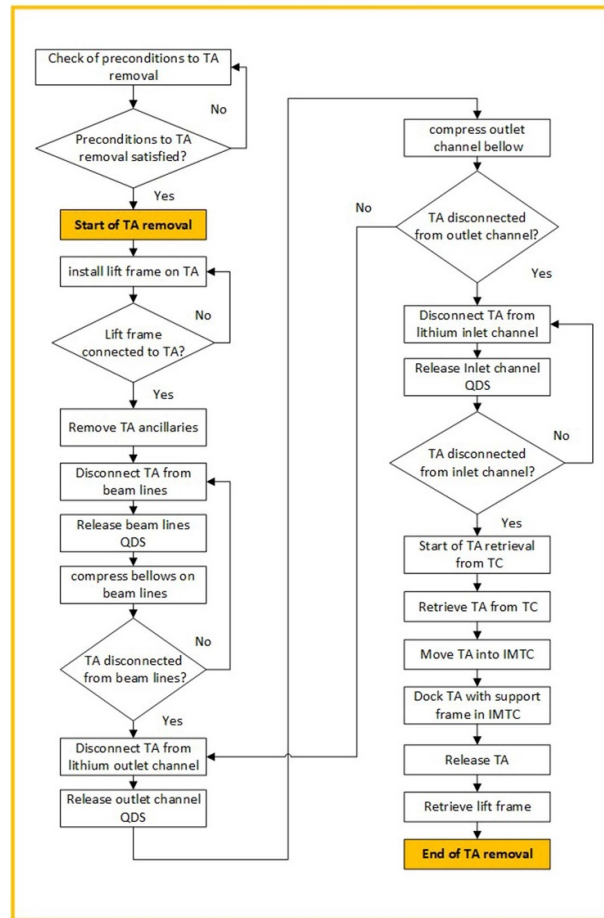 Check of preconditions to TA
removal
No
Preconditions to TA
removal satisfied?
Yes
Start of TA removal
install lift frame on TA
No
Lift frame
connected to TA?
Yes
Remove TA ancillaries
Disconnect TA from
beam lines
Release beam lines
QDS
compress bellows on
beam lines
No
TA disconnected
from beam lines?
Yes
Disconnect TA from
lithium outlet channel
Release outlet channel
QDS
compress outlet
channel bellow
No
TA disconnected
from outlet channel?
Yes
Disconnect TA from
lithium inlet channel
Release Inlet channel
QDS
No
TA disconnected
from inlet channel?
Yes
Start of TA retrieval
from TC
Retrieve TA from TC
Move TA into IMTC
Dock TA with support
frame in IMTC
Release TA
Retrieve lift frame
End of TA removal